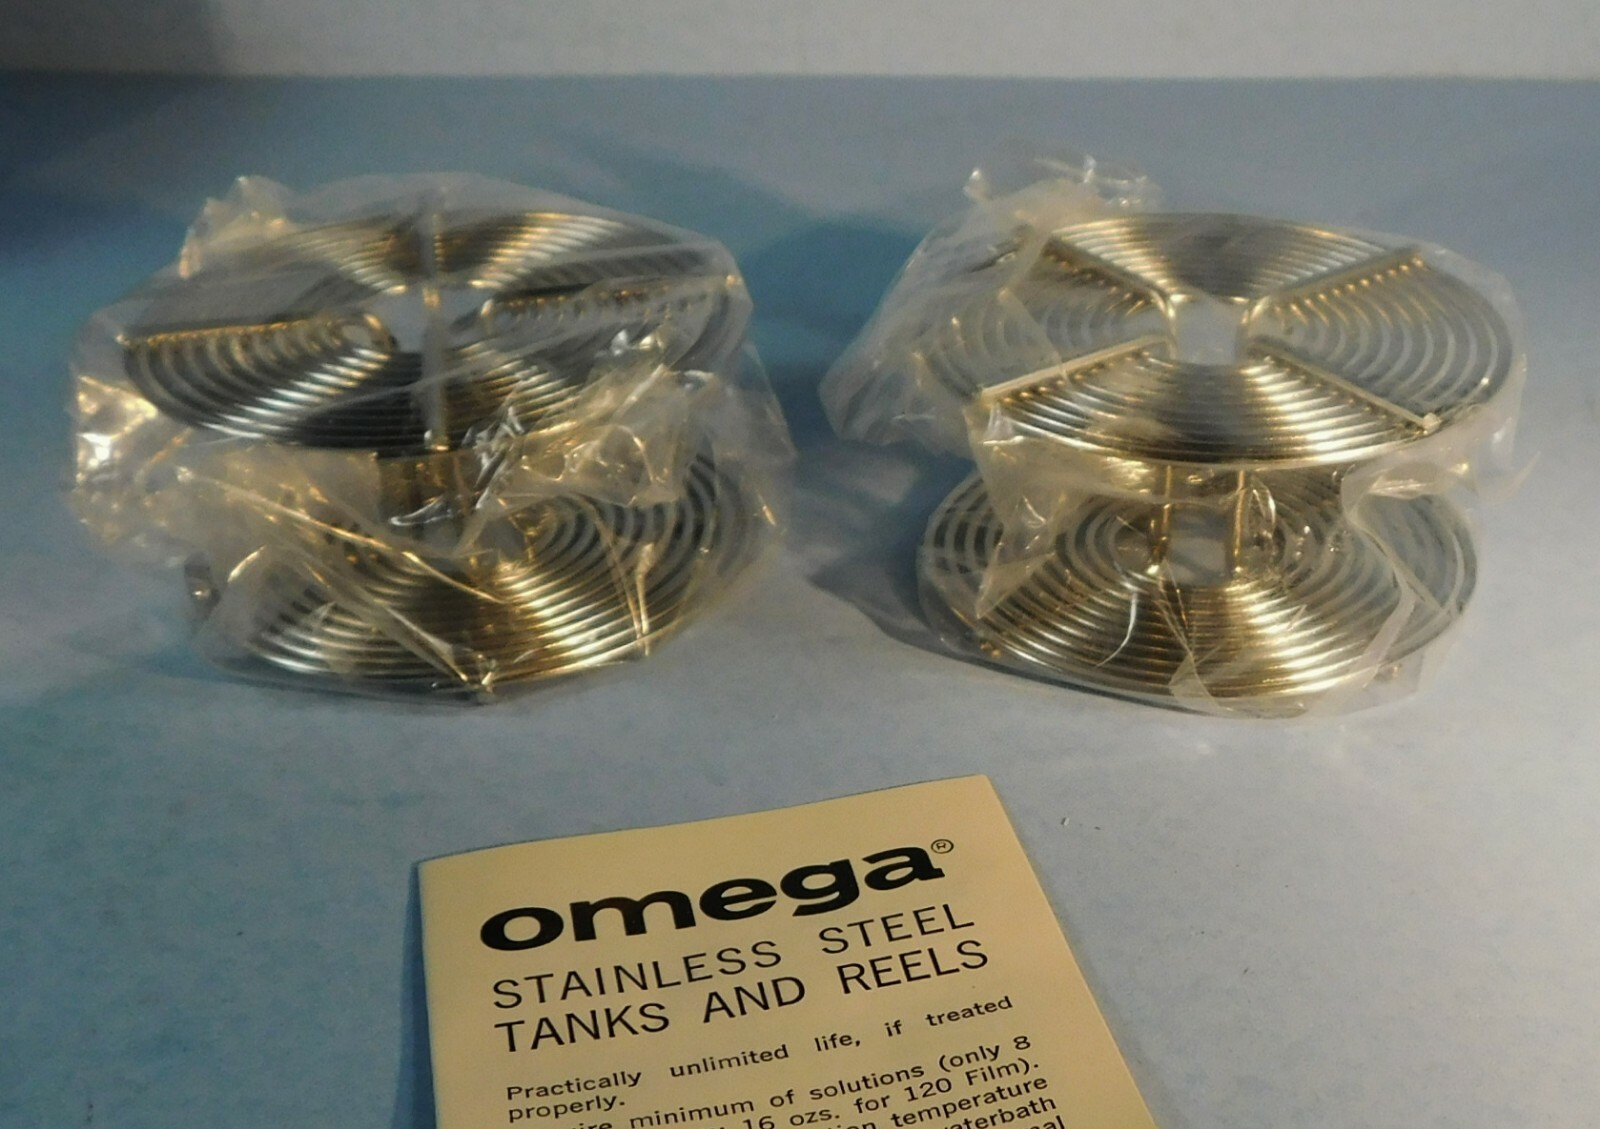 omega®
STAINLESS STEEL
TANKS AND REELS
Practically unlimited life, if treated
properly.
minimum of solutions (only 8
16 ozs. for 120 Film).
temperature